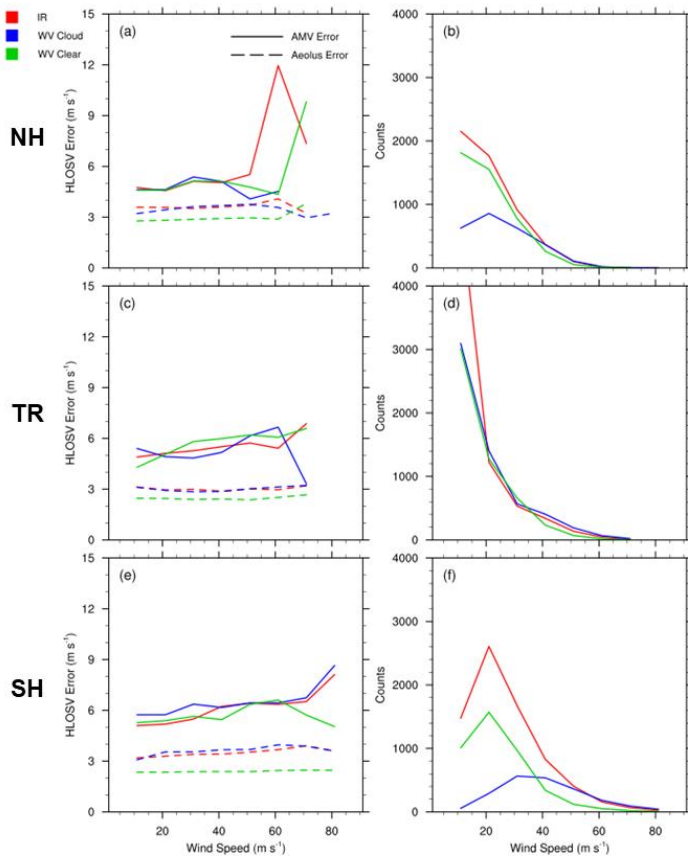 IR
WV Cloud
WV Clear
NH
TR
SH
(a)
AMV Error
Aeolus Error
HLOSV Error (m s⁻¹)
15
12
9
6
3
0
(b)
Counts
4000
3000
2000
1000
0
(c)
HLOSV Error (m s⁻¹)
15
12
9
6
3
0
(d)
Counts
4000
3000
2000
1000
0
(e)
HLOSV Error (m s⁻¹)
15
12
9
6
3
0
20 40 60 80
Wind Speed (m s⁻¹)
(f)
Counts
4000
3000
2000
1000
0
20 40 60 80
Wind Speed (m s⁻¹)